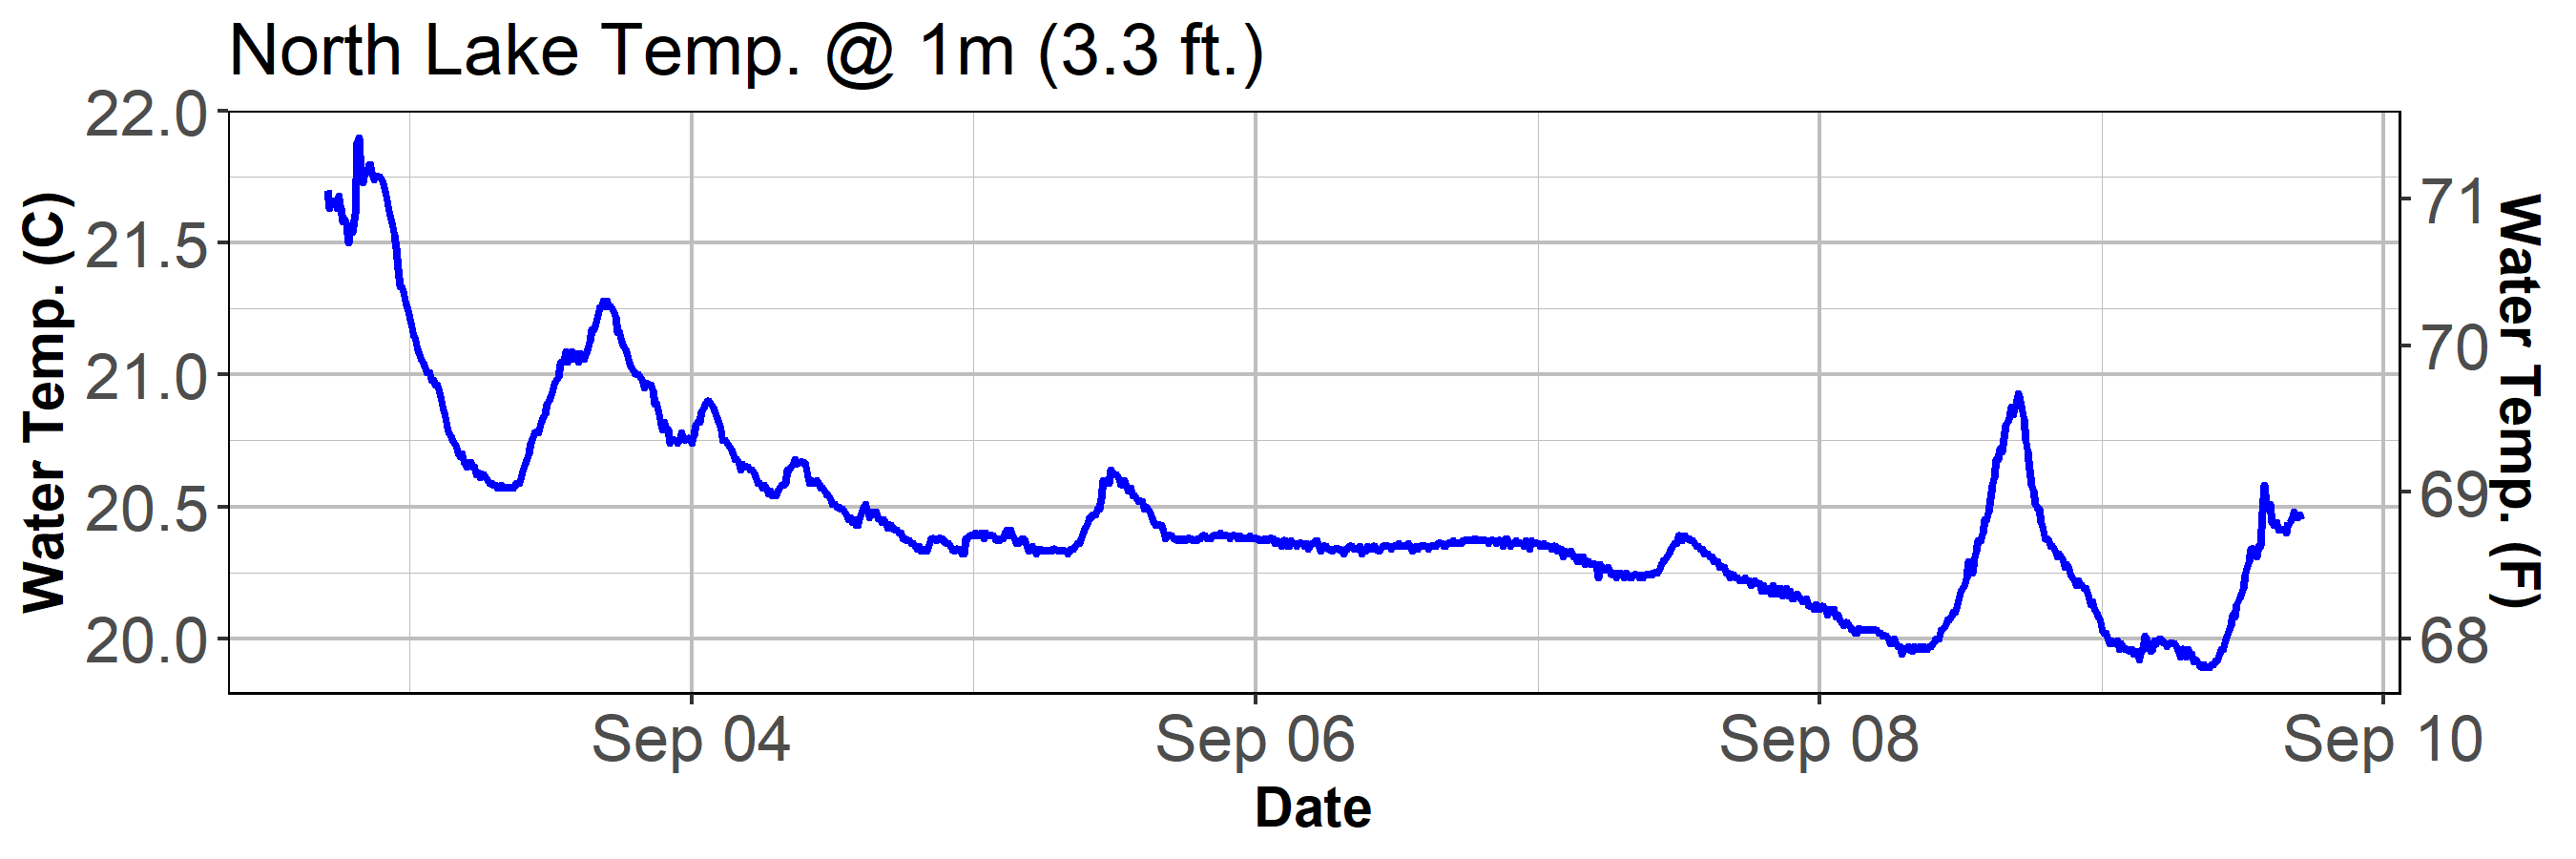 North Lake Temp. @ 1m (3.3 ft.)
Water Temp. (C)
22.0
21.5
21.0
20.5
20.0
71
70
69
68
Water Temp. (F)
Sep 04 Sep 06 Sep 08 Sep 10
Date